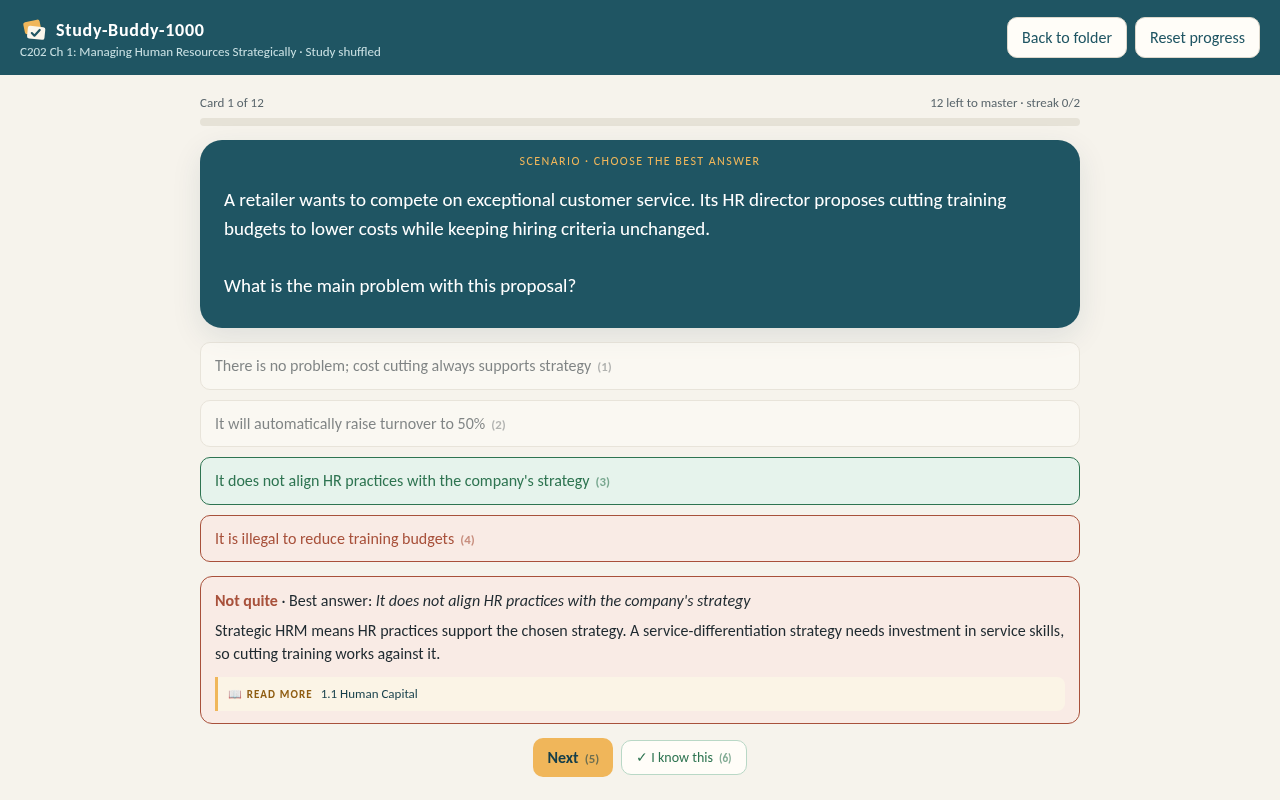 Study-Buddy-1000
C202 Ch 1: Managing Human Resources Strategically · Study shuffled
Back to folder
Reset progress
Card 1 of 12
12 left to master · streak 0/2
SCENARIO · CHOOSE THE BEST ANSWER
A retailer wants to compete on exceptional customer service. Its HR director proposes cutting training
budgets to lower costs while keeping hiring criteria unchanged.
What is the main problem with this proposal?
There is no problem; cost cutting always supports strategy (1)
It will automatically raise turnover to 50% (2)
It does not align HR practices with the company's strategy (3)
It is illegal to reduce training budgets (4)
Not quite · Best answer: It does not align HR practices with the company's strategy
Strategic HRM means HR practices support the chosen strategy. A service-differentiation strategy needs investment in service skills,
so cutting training works against it.
📖 READ MORE 1.1 Human Capital
Next (5)
✓ I know this (6)